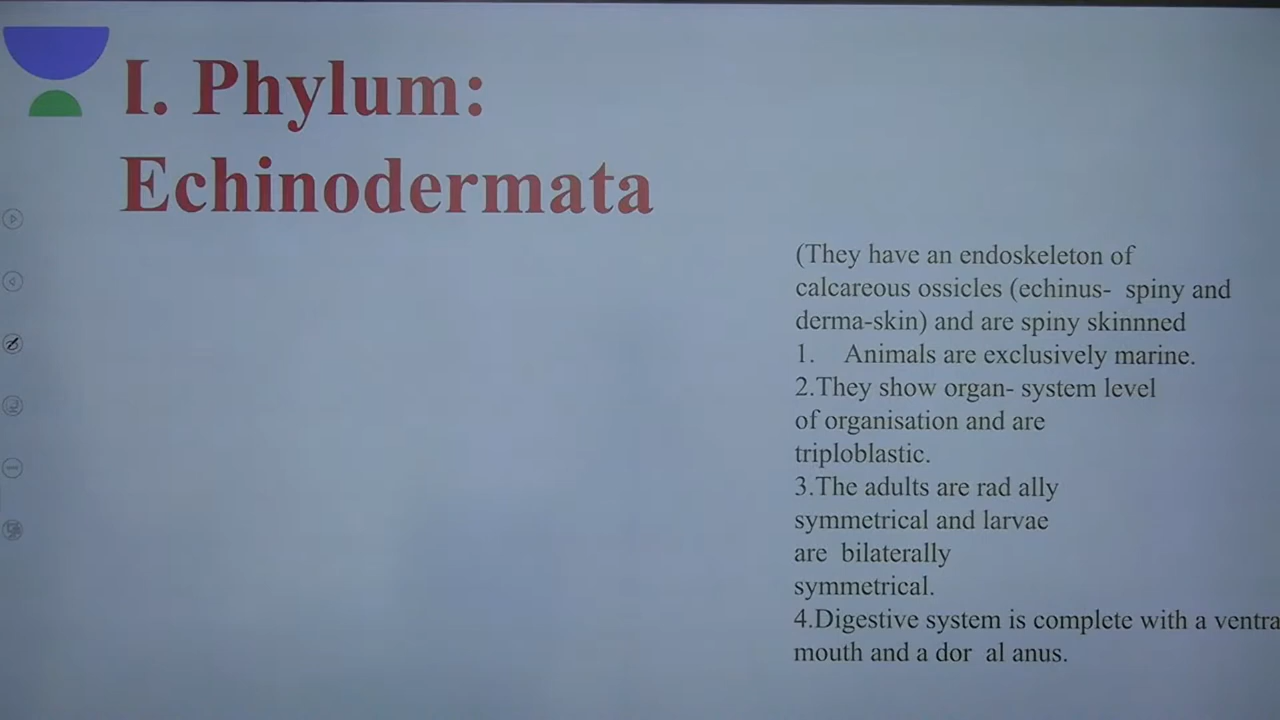 I. Phylum:
Echinodermata
(They have an endoskeleton of
calcareous ossicles (echinus- spiny and
derma-skin) and are spiny skinnned
1. Animals are exclusively marine.
2.They show organ- system level
of organisation and are
triploblastic.
3.The adults are rad ally
symmetrical and larvae
are bilaterally
symmetrical.
4.Digestive system is complete with a ventra
mouth and a dor al anus.